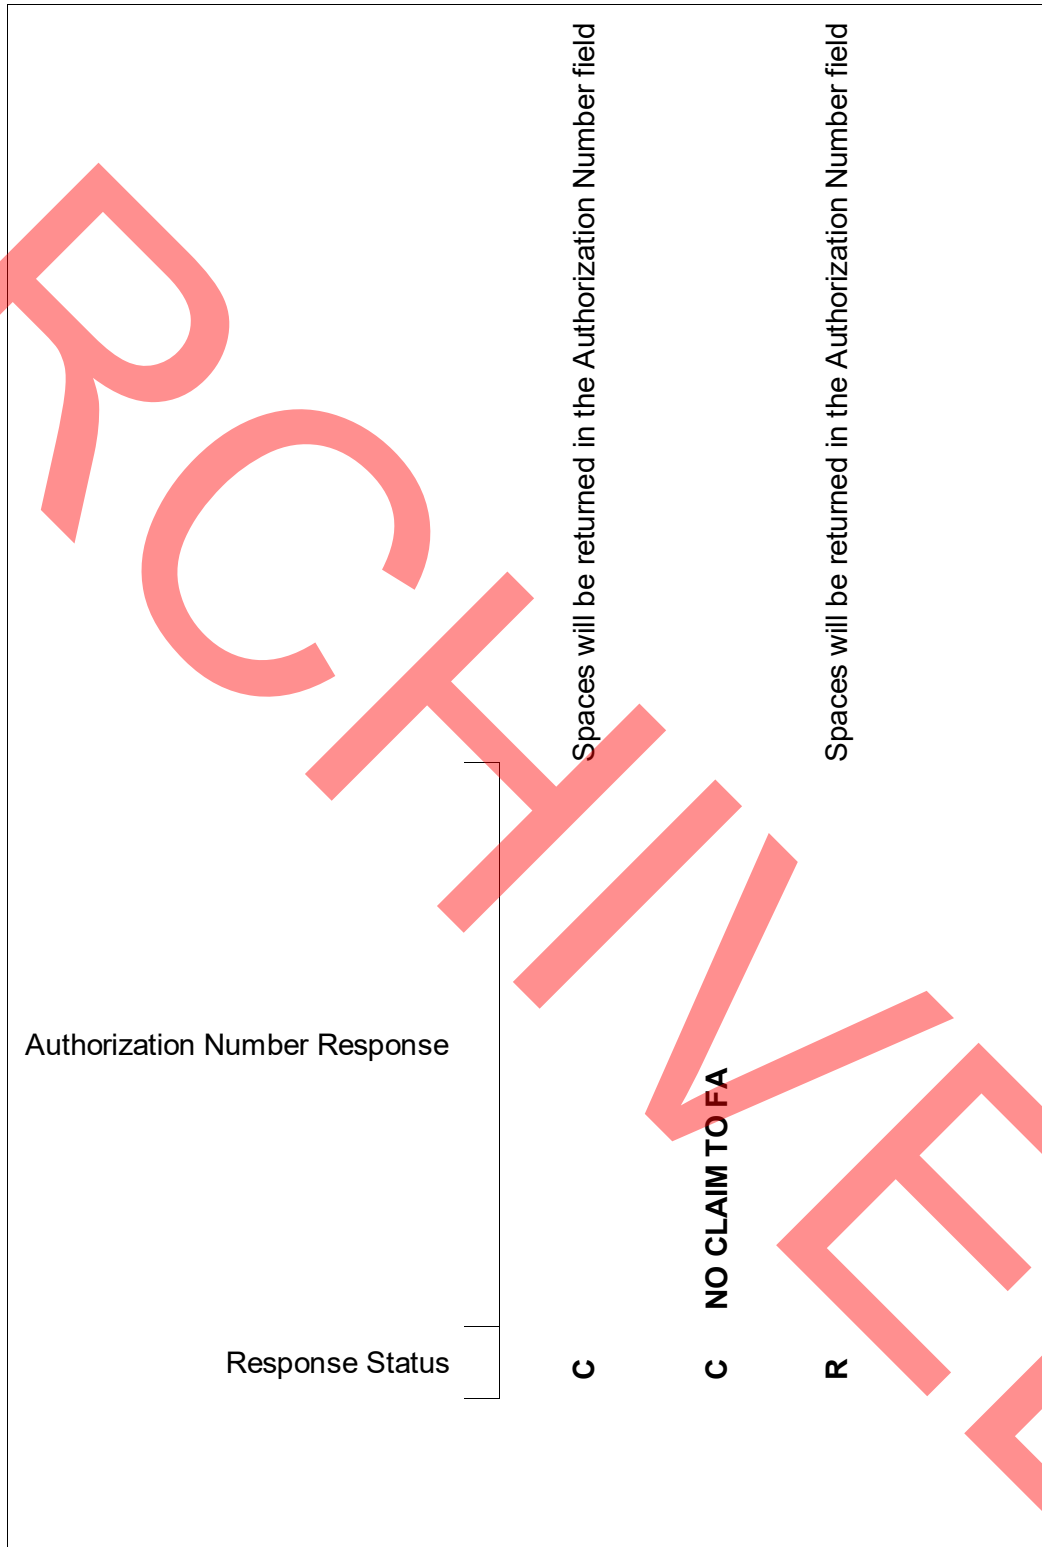 Authorization Number Response
Response Status
C
Spaces will be returned in the Authorization Number field
C NO CLAIM TO FA
R
Spaces will be returned in the Authorization Number field
RCHIVE